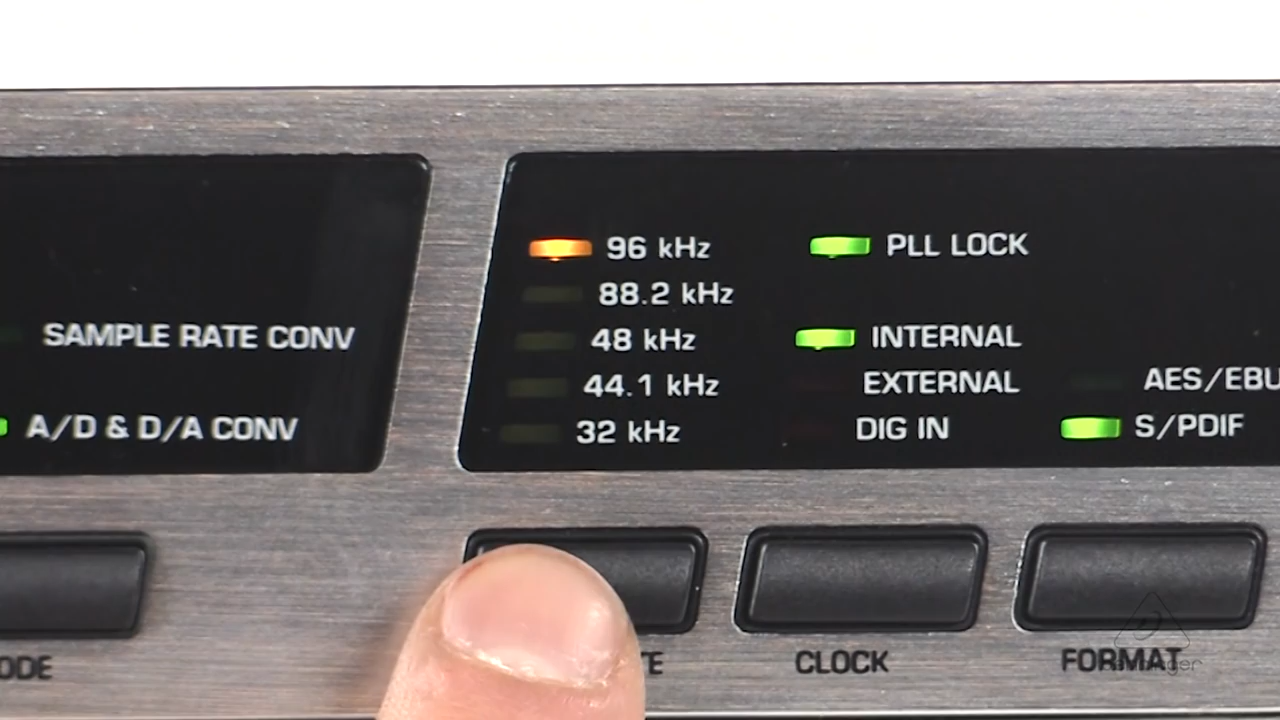 SAMPLE RATE CONV
A/D & D/A CONV
96 kHz
88.2 kHz
48 kHz
44.1 kHz
32 kHz
PLL LOCK
INTERNAL
EXTERNAL
DIG IN
AES/EBU
S/PDIF
ODE
TE
CLOCK
FORMAT